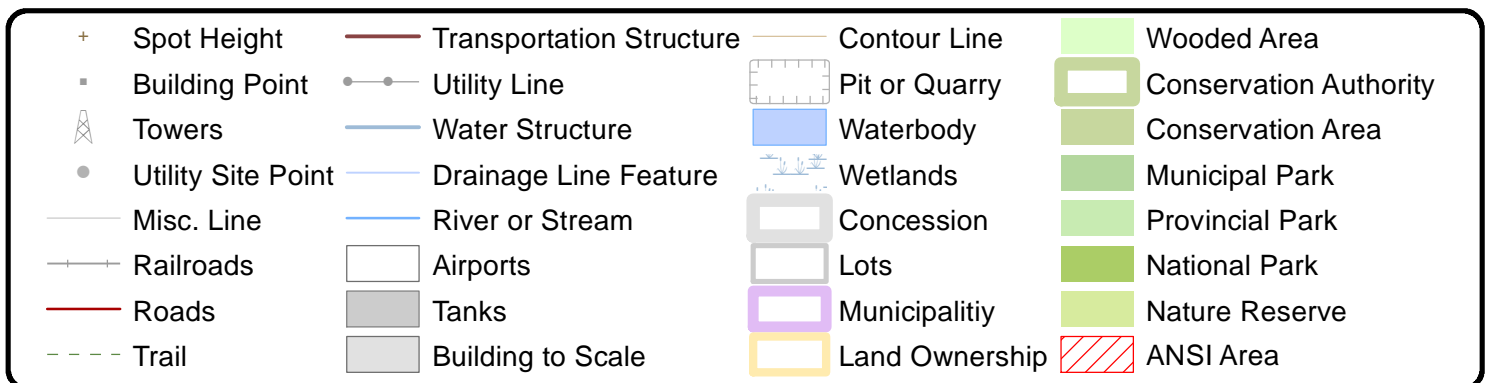 Spot Height
Building Point
Towers
Utility Site Point
Misc. Line
Railroads
Roads
Trail
Transportation Structure
Utility Line
Water Structure
Drainage Line Feature
River or Stream
Airports
Tanks
Building to Scale
Contour Line
Pit or Quarry
Waterbody
Wetlands
Concession
Lots
Municipalitiy
Land Ownership
Wooded Area
Conservation Authority
Conservation Area
Municipal Park
Provincial Park
National Park
Nature Reserve
ANSI Area